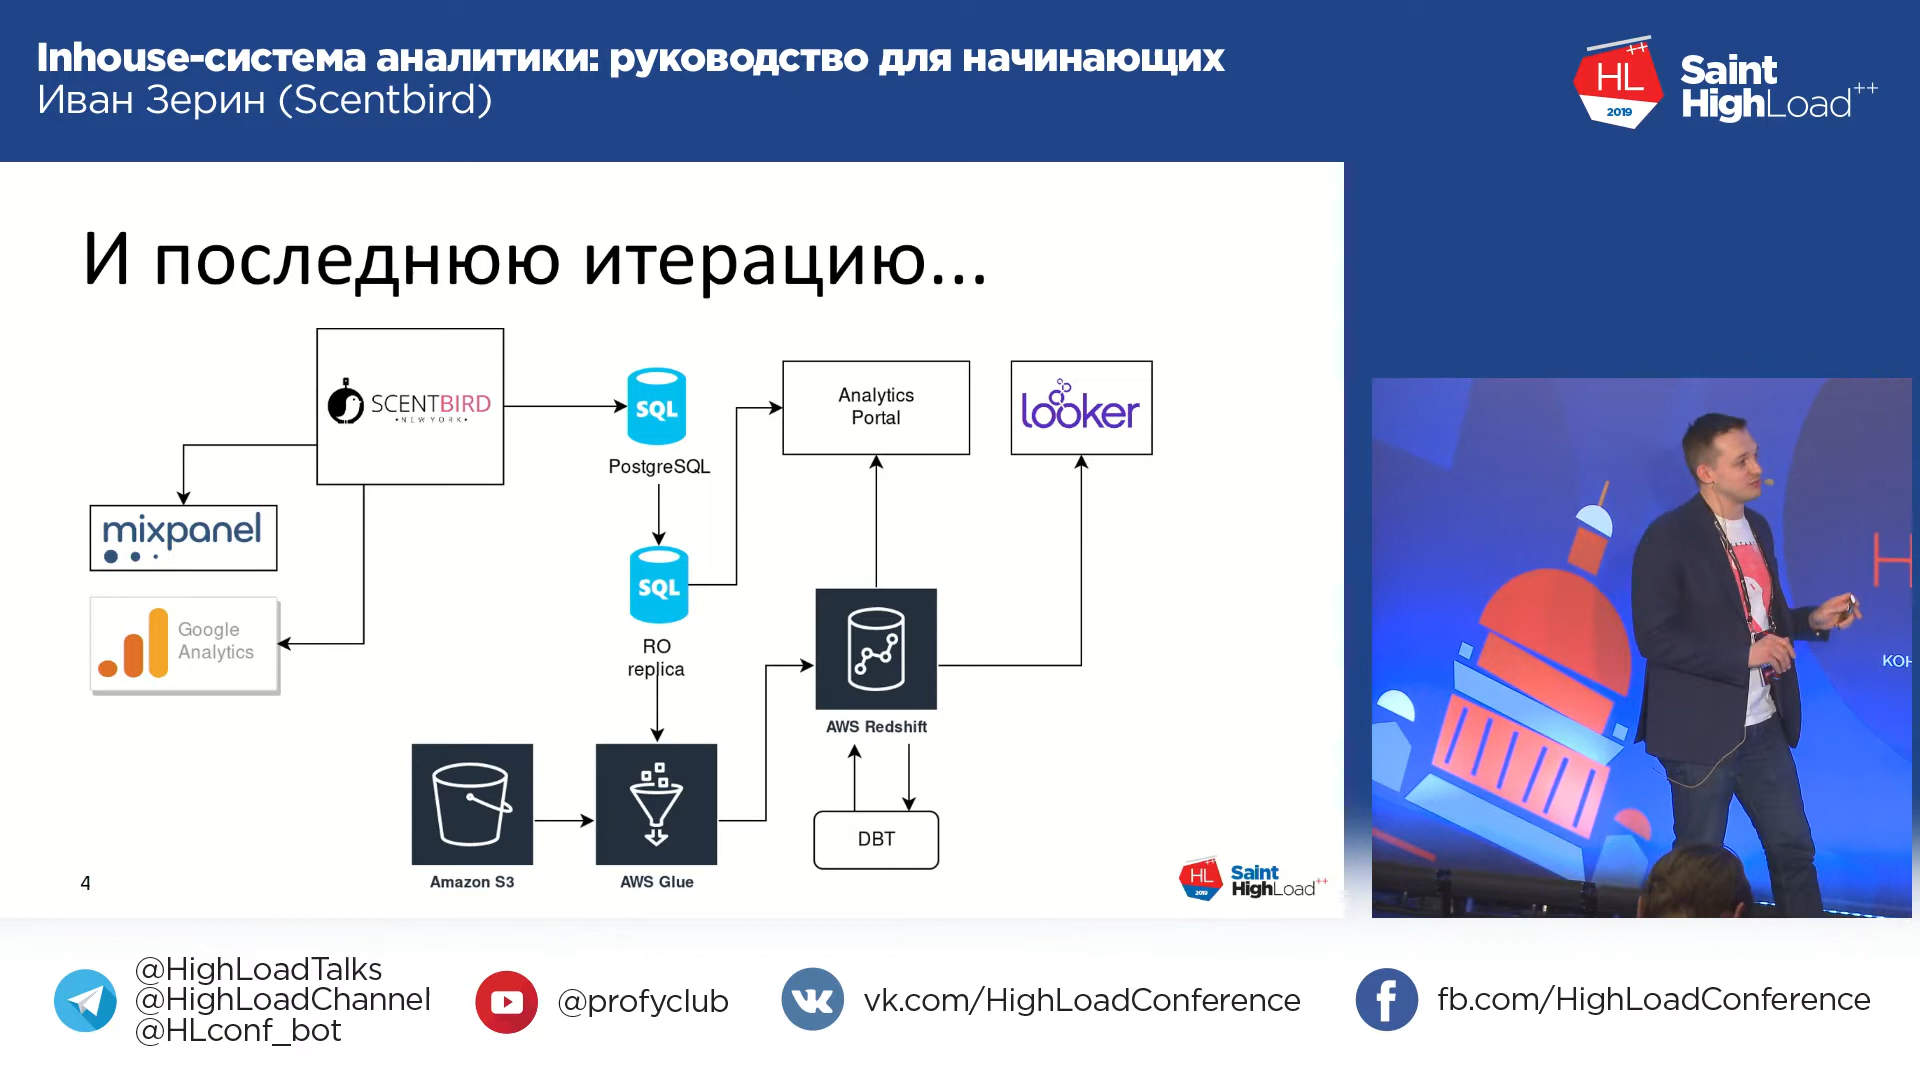 Inhouse-система аналитики: руководство для начинающих
Иван Зерин (Scentbird)
HL ++
2019
Saint
HighLoad++
И последнюю итерацию...
SCENTBIRD
NEW YORK
SQL
PostgreSQL
Analytics
Portal
looker
mixpanel
Google
Analytics
SQL
RO
replica
AWS Redshift
DBT
Amazon S3
AWS Glue
4
HL
2019
Saint
HighLoad++
H
КОН
@HighLoadTalks
@HighLoadChannel
@HLconf_bot
@profyclub
vk.com/HighLoadConference
fb.com/HighLoadConference